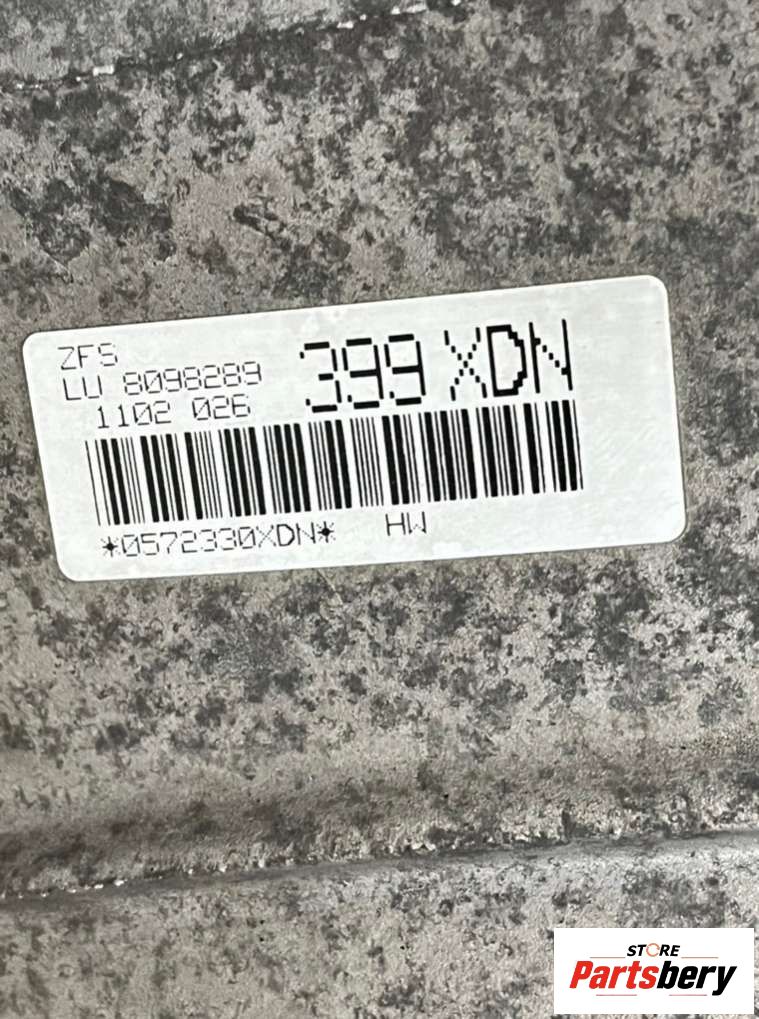 ZFS
LU 8098289
1102 026
399 XDN
*0572330XDN*
HW
STORE
Partsbery